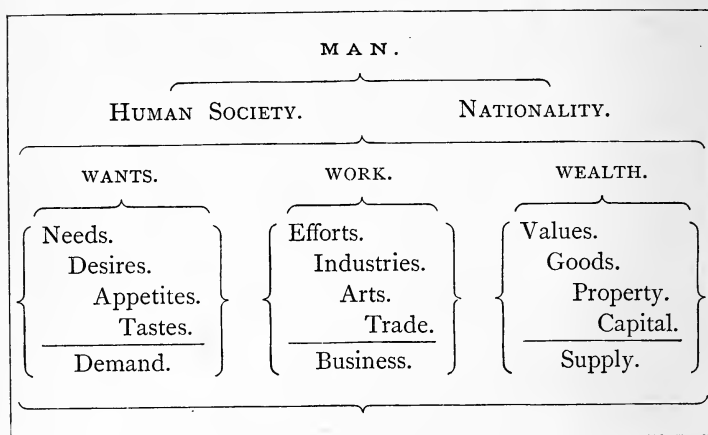 MAN.
HUMAN SOCIETY. NATIONALITY.
WANTS. WORK. WEALTH.
Needs. Efforts. Values.
Desires. Industries. Goods.
Appetites. Arts. Property.
Tastes. Trade. Capital.
Demand. Business. Supply.